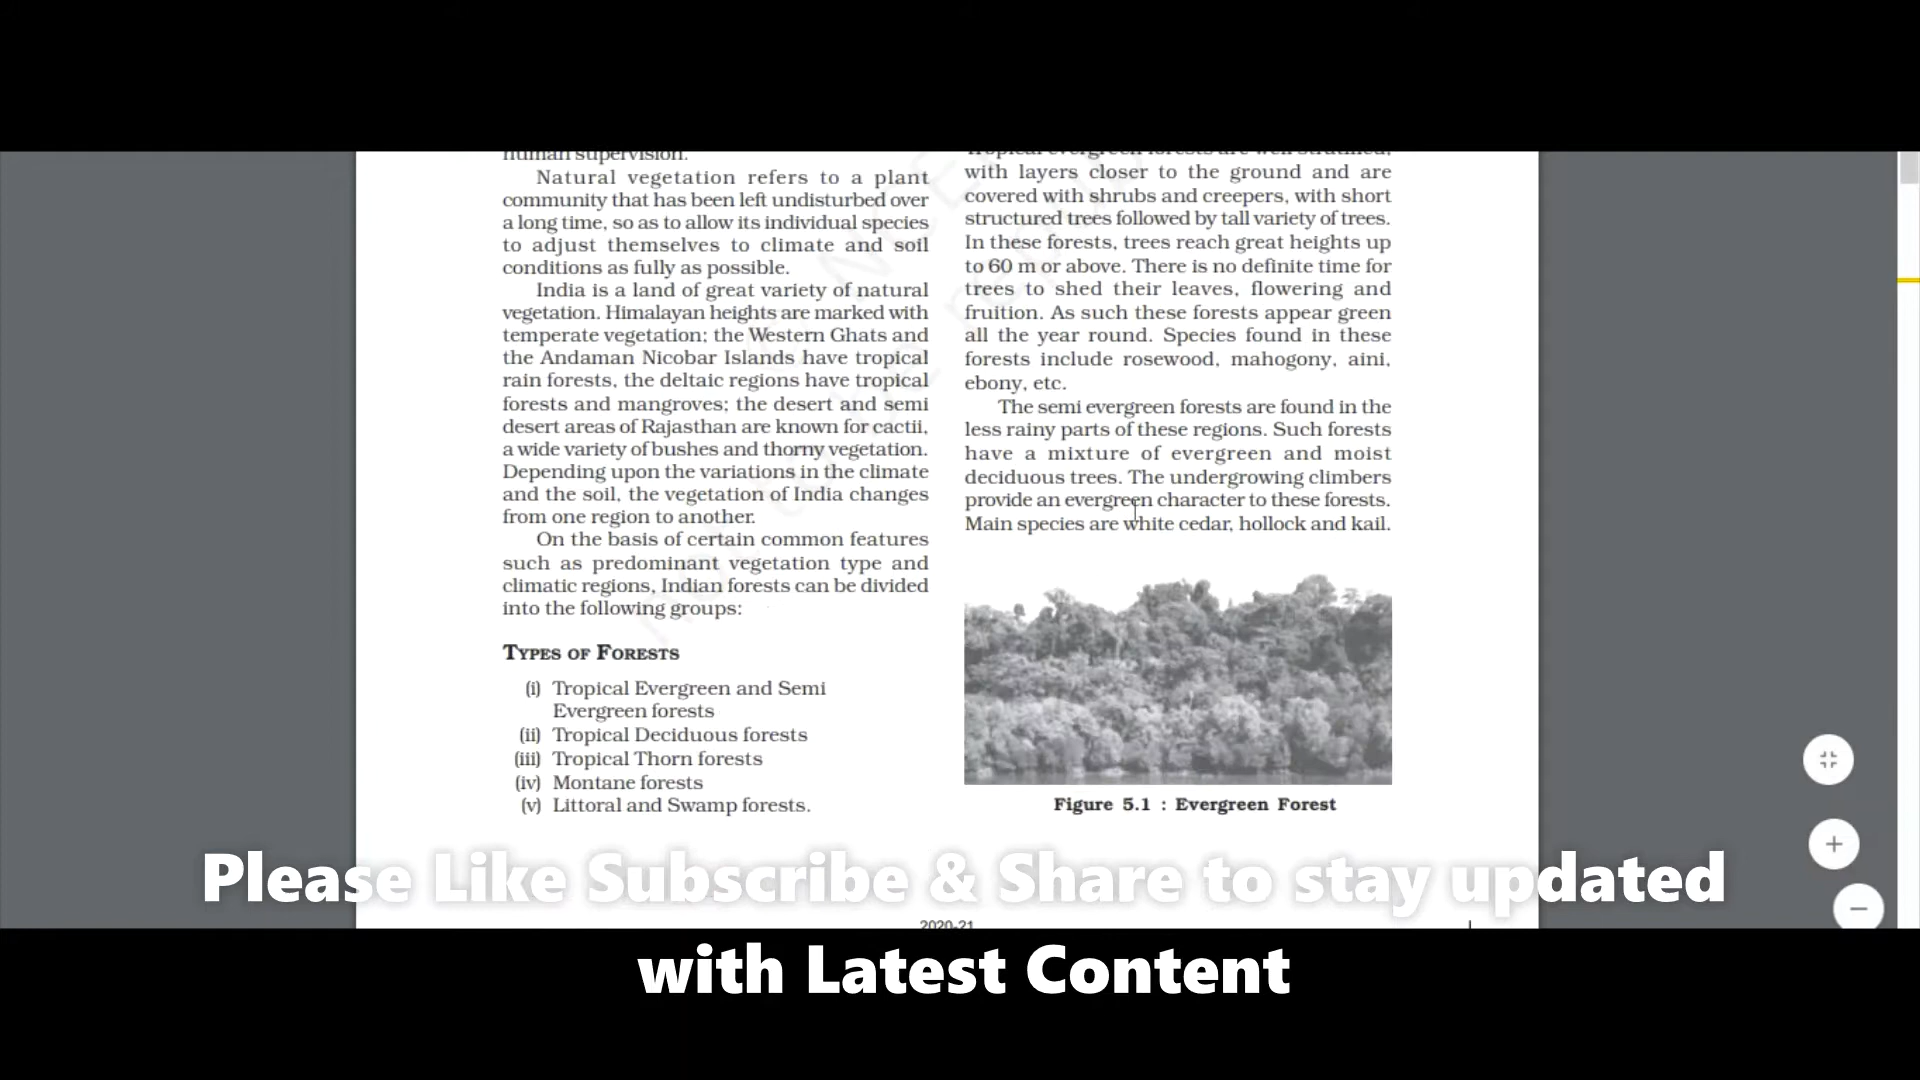 human supervision.
Natural vegetation refers to a plant
community that has been left undisturbed over
a long time, so as to allow its individual species
to adjust themselves to climate and soil
conditions as fully as possible.
India is a land of great variety of natural
vegetation. Himalayan heights are marked with
temperate vegetation; the Western Ghats and
the Andaman Nicobar Islands have tropical
rain forests, the deltaic regions have tropical
forests and mangroves; the desert and semi
desert areas of Rajasthan are known for cactii,
a wide variety of bushes and thorny vegetation.
Depending upon the variations in the climate
and the soil, the vegetation of India changes
from one region to another.
On the basis of certain common features
such as predominant vegetation type and
climatic regions, Indian forests can be divided
into the following groups:
TYPES OF FORESTS
(i) Tropical Evergreen and Semi
Evergreen forests
(ii) Tropical Deciduous forests
(iii) Tropical Thorn forests
(iv) Montane forests
(v) Littoral and Swamp forests.
Tropical evergreen forests are well stratified,
with layers closer to the ground and are
covered with shrubs and creepers, with short
structured trees followed by tall variety of trees.
In these forests, trees reach great heights up
to 60 m or above. There is no definite time for
trees to shed their leaves, flowering and
fruition. As such these forests appear green
all the year round. Species found in these
forests include rosewood, mahogony, aini,
ebony, etc.
The semi evergreen forests are found in the
less rainy parts of these regions. Such forests
have a mixture of evergreen and moist
deciduous trees. The undergrowing climbers
provide an evergreen character to these forests.
Main species are white cedar, hollock and kail.
Figure 5.1 : Evergreen Forest
Please Like Subscribe & Share to stay updated
2020-21
with Latest Content